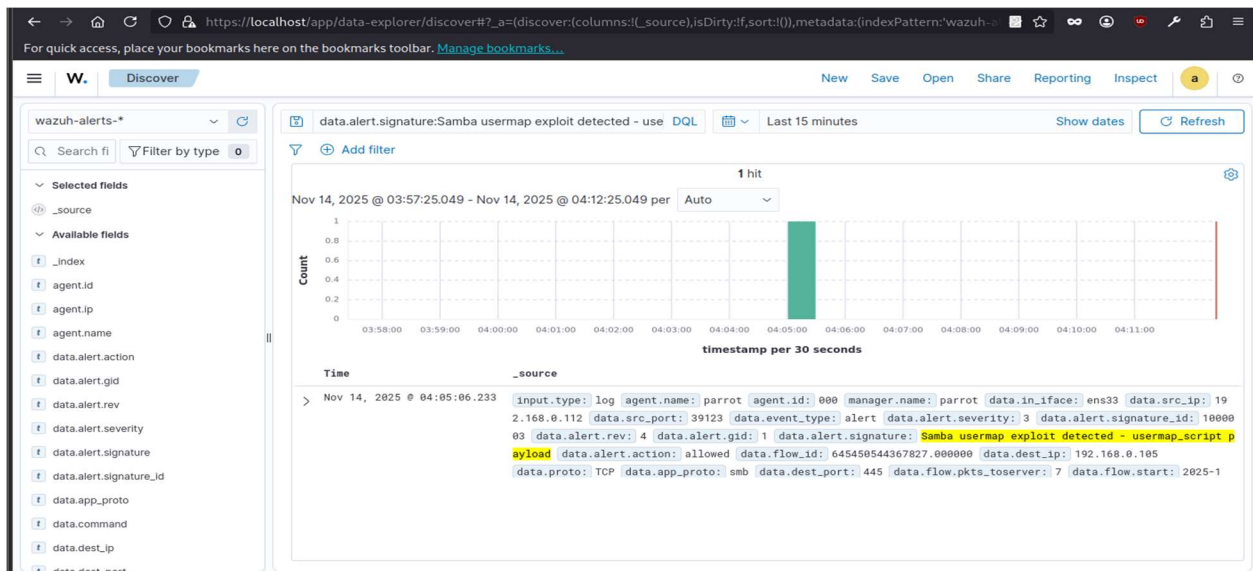 https://localhost/app/data-explorer/discover#?_a=(discover:(columns:!(_source),isDirty:!f,sort:!()),metadata:(indexPattern:'wazuh-a
For quick access, place your bookmarks here on the bookmarks toolbar. Manage bookmarks...
W. Discover New Save Open Share Reporting Inspect a
wazuh-alerts-*
data.alert.signature:Samba usermap exploit detected - use DQL Last 15 minutes Show dates Refresh
Search fi Filter by type 0
Add filter
1 hit
Nov 14, 2025 @ 03:57:25.049 - Nov 14, 2025 @ 04:12:25.049 per Auto
Selected fields
_source
Available fields
_index
agent.id
agent.ip
agent.name
data.alert.action
data.alert.gid
data.alert.rev
data.alert.severity
data.alert.signature
data.alert.signature_id
data.app_proto
data.command
data.dest_ip
data.dest_port
Count
1
0.8
0.6
0.4
0.2
0
03:58:00 03:59:00 04:00:00 04:01:00 04:02:00 04:03:00 04:04:00 04:05:00 04:06:00 04:07:00 04:08:00 04:09:00 04:10:00 04:11:00
timestamp per 30 seconds
Time _source
Nov 14, 2025 @ 04:05:06.233 input.type: log agent.name: parrot agent.id: 000 manager.name: parrot data.in_iface: ens33 data.src_ip: 19
2.168.0.112 data.src_port: 39123 data.event_type: alert data.alert.severity: 3 data.alert.signature_id: 10000
03 data.alert.rev: 4 data.alert.gid: 1 data.alert.signature: Samba usermap exploit detected - usermap_script p
ayload data.alert.action: allowed data.flow_id: 645450544367827.000000 data.dest_ip: 192.168.0.105
data.proto: TCP data.app_proto: smb data.dest_port: 445 data.flow.pkts_toserver: 7 data.flow.start: 2025-1